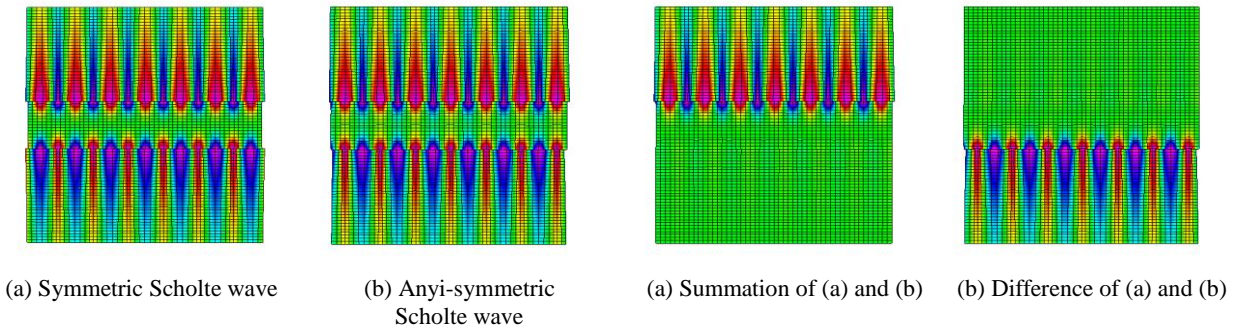 (a) Symmetric Scholte wave
(b) Anyi-symmetric
Scholte wave
(a) Summation of (a) and (b)
(b) Difference of (a) and (b)